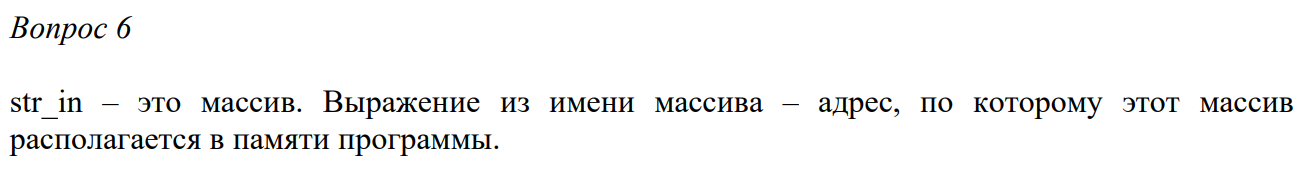 Вопрос 6
str_in – это массив. Выражение из имени массива – адрес, по которому этот массив
располагается в памяти программы.